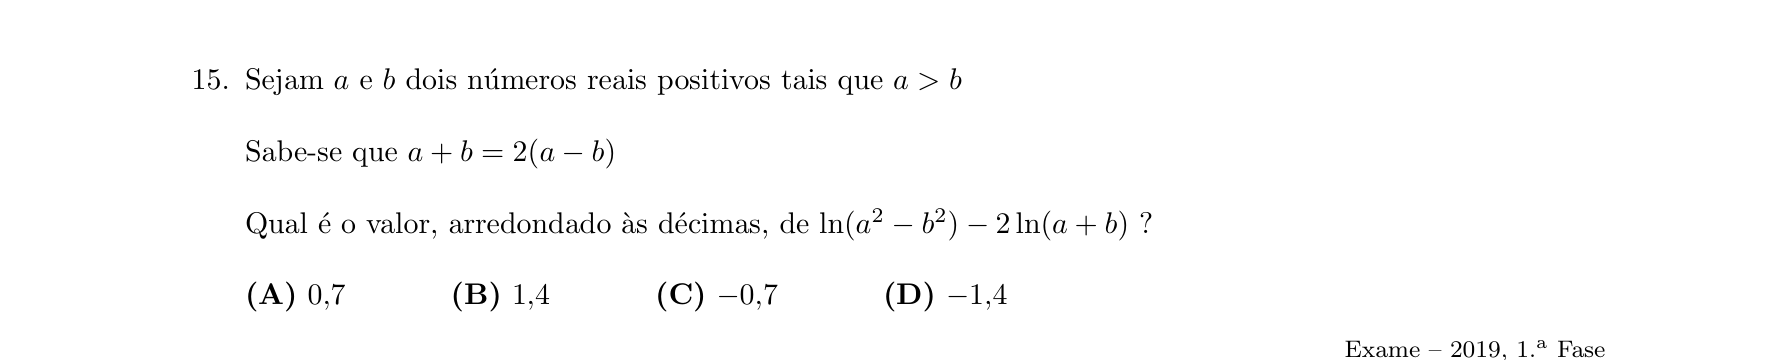 15. Sejam a e b dois números reais positivos tais que a > b
Sabe-se que a + b = 2(a − b)
Qual é o valor, arredondado às décimas, de ln(a² − b²) − 2 ln(a + b) ?
(A) 0,7 (B) 1,4 (C) −0,7 (D) −1,4
Exame – 2019, 1.ª Fase